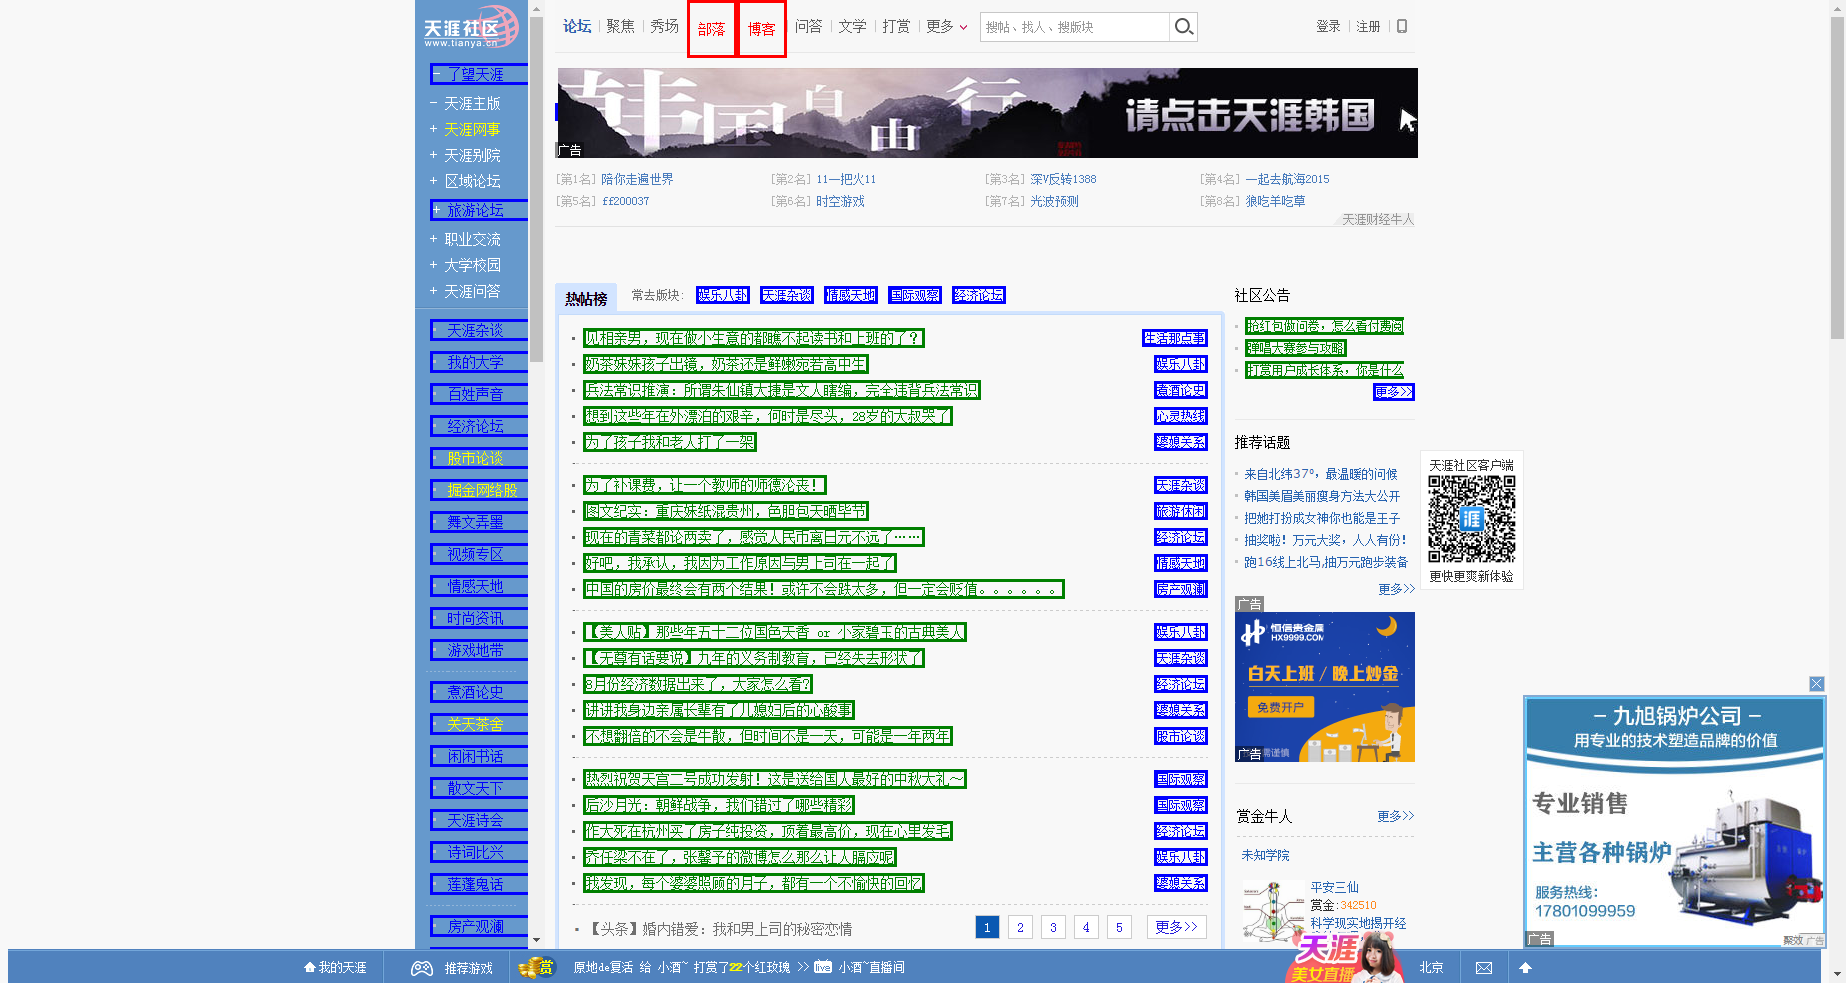 天涯社区
www.tianya.cn
论坛 聚焦 秀场 部落 博客 问答 文学 打赏 更多
搜帖、找人、搜版块
登录 注册
了望天涯
天涯主版
天涯网事
天涯别院
区域论坛
旅游论坛
职业交流
大学校园
天涯问答
天涯杂谈
我的大学
百姓声音
经济论坛
股市论谈
掘金网络股
舞文弄墨
视频专区
情感天地
时尚资讯
游戏地带
煮酒论史
关天茶舍
闲闲书话
散文天下
天涯诗会
诗词比兴
莲蓬鬼话
房产观澜
韩国自由行
请点击天涯韩国
广告
[第1名] 陪你走遍世界 [第2名] 11一把火11 [第3名] 深V反转1388 [第4名] 一起去航海2015
[第5名] ff200037 [第6名] 时空游戏 [第7名] 光波预测 [第8名] 狼吃羊吃草
天涯财经牛人
热帖榜 常去版块: 娱乐八卦 天涯杂谈 情感天地 国际观察 经济论坛
见相亲男，现在做小生意的都瞧不起读书和上班的了？ 生活那点事
奶茶妹妹孩子出镜，奶茶还是鲜嫩宛若高中生 娱乐八卦
兵法常识推演：所谓朱仙镇大捷是文人瞎编，完全违背兵法常识 煮酒论史
想到这些年在外漂泊的艰辛，何时是尽头，28岁的大叔哭了 心灵热线
为了孩子我和老人打了一架 婆媳关系
为了补课费，让一个教师的师德沦丧！ 天涯杂谈
图文纪实：重庆妹纸混贵州，色胆包天晒毕节 旅游休闲
现在的青菜都论两卖了，感觉人民币离日元不远了…… 经济论坛
好吧，我承认，我因为工作原因与男上司在一起了 情感天地
中国的房价最终会有两个结果！或许不会跌太多，但一定会贬值。。。。。。 房产观澜
【美人贴】那些年五十二位国色天香 or 小家碧玉的古典美人 娱乐八卦
【无尊有话要说】九年的义务制教育，已经失去形状了 天涯杂谈
8月份经济数据出来了，大家怎么看? 经济论坛
讲讲我身边亲属长辈有了儿媳妇后的心酸事 婆媳关系
不想翻倍的不会是牛散，但时间不是一天，可能是一年两年 股市论谈
热烈祝贺天宫二号成功发射！这是送给国人最好的中秋大礼～ 国际观察
后沙月光：朝鲜战争，我们错过了哪些精彩 国际观察
作大死在杭州买了房子纯投资，顶着最高价，现在心里发毛 经济论坛
乔任梁不在了，张馨予的微博怎么那么让人膈应呢 娱乐八卦
我发现，每个婆婆照顾的月子，都有一个不愉快的回忆 婆媳关系
【头条】婚内错爱：我和男上司的秘密恋情
1 2 3 4 5 更多>>
社区公告
抢红包做问卷，怎么看付费阅
弹唱大赛参与攻略
打赏用户成长体系，你是什么
更多>>
推荐话题
来自北纬37°，最温暖的问候
韩国美眉美丽瘦身方法大公开
把她打扮成女神你也能是王子
抽奖啦！万元大奖，人人有份！
跑16线上北马,抽万元跑步装备
更多>>
广告
恒信贵金属
HX9999.COM
白天上班 / 晚上炒金
免费开户
广告
赏金牛人 更多>>
未知学院
平安三仙
赏金:342510
科学现实地揭开经
天涯社区客户端
涯
更快更爽新体验
– 九旭锅炉公司 –
用专业的技术塑造品牌的价值
专业销售
主营各种锅炉
服务热线:
17801099959
广告
聚效 广告
我的天涯 推荐游戏 赏 原地de复活 给 小酒~ 打赏了22个红玫瑰 >> live 小酒~直播间
天涯
美女直播
北京